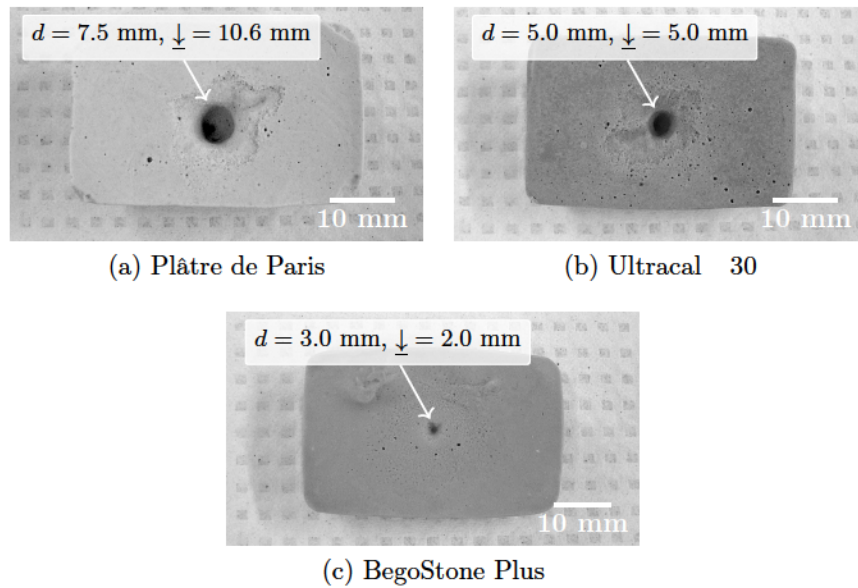 d = 7.5 mm, ↧ = 10.6 mm
10 mm
(a) Plâtre de Paris
d = 5.0 mm, ↧ = 5.0 mm
10 mm
(b) Ultracal 30
d = 3.0 mm, ↧ = 2.0 mm
10 mm
(c) BegoStone Plus